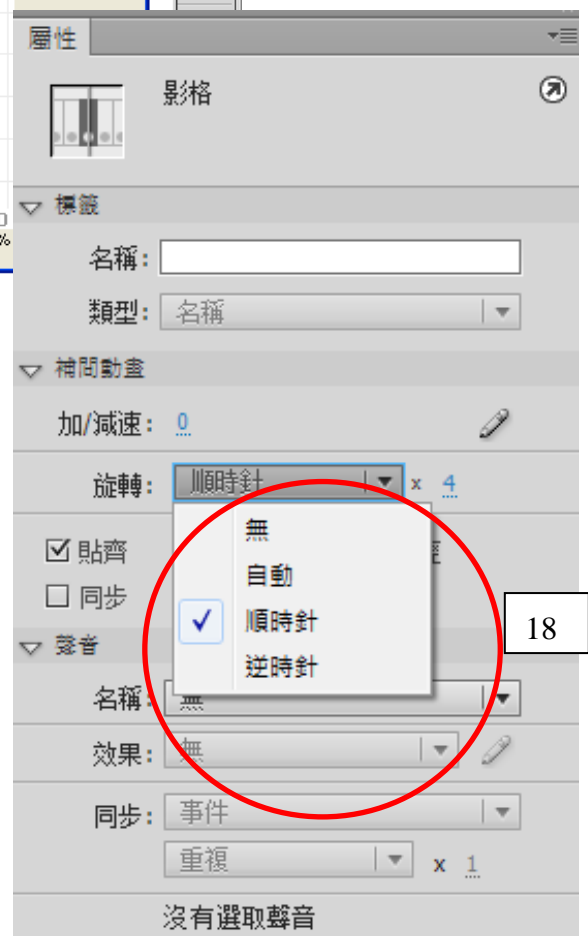 屬性
影格
%
標籤
名稱：
類型： 名稱
補間動畫
加/減速： 0
旋轉： 順時針 x 4
無
貼齊
自動
同步
順時針
18
聲音
逆時針
名稱： 無
效果： 無
同步： 事件
重複 x 1
沒有選取聲音